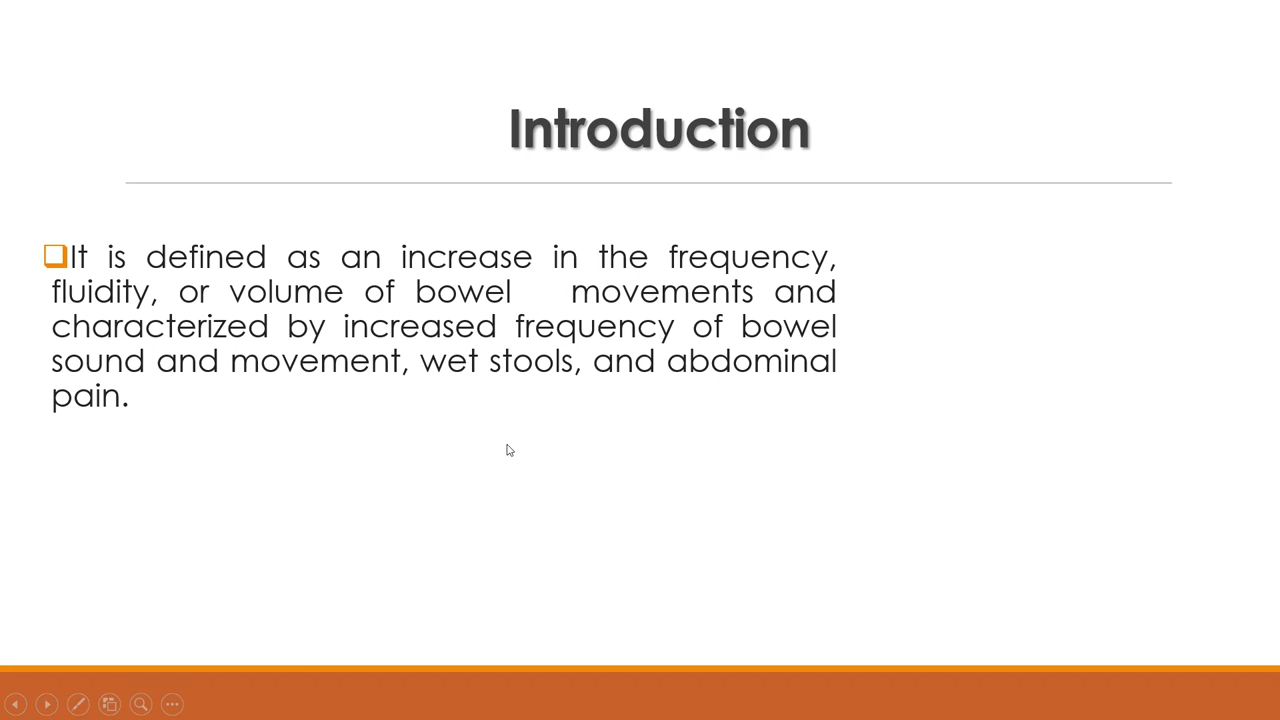 Introduction
It is defined as an increase in the frequency,
fluidity, or volume of bowel movements and
characterized by increased frequency of bowel
sound and movement, wet stools, and abdominal
pain.